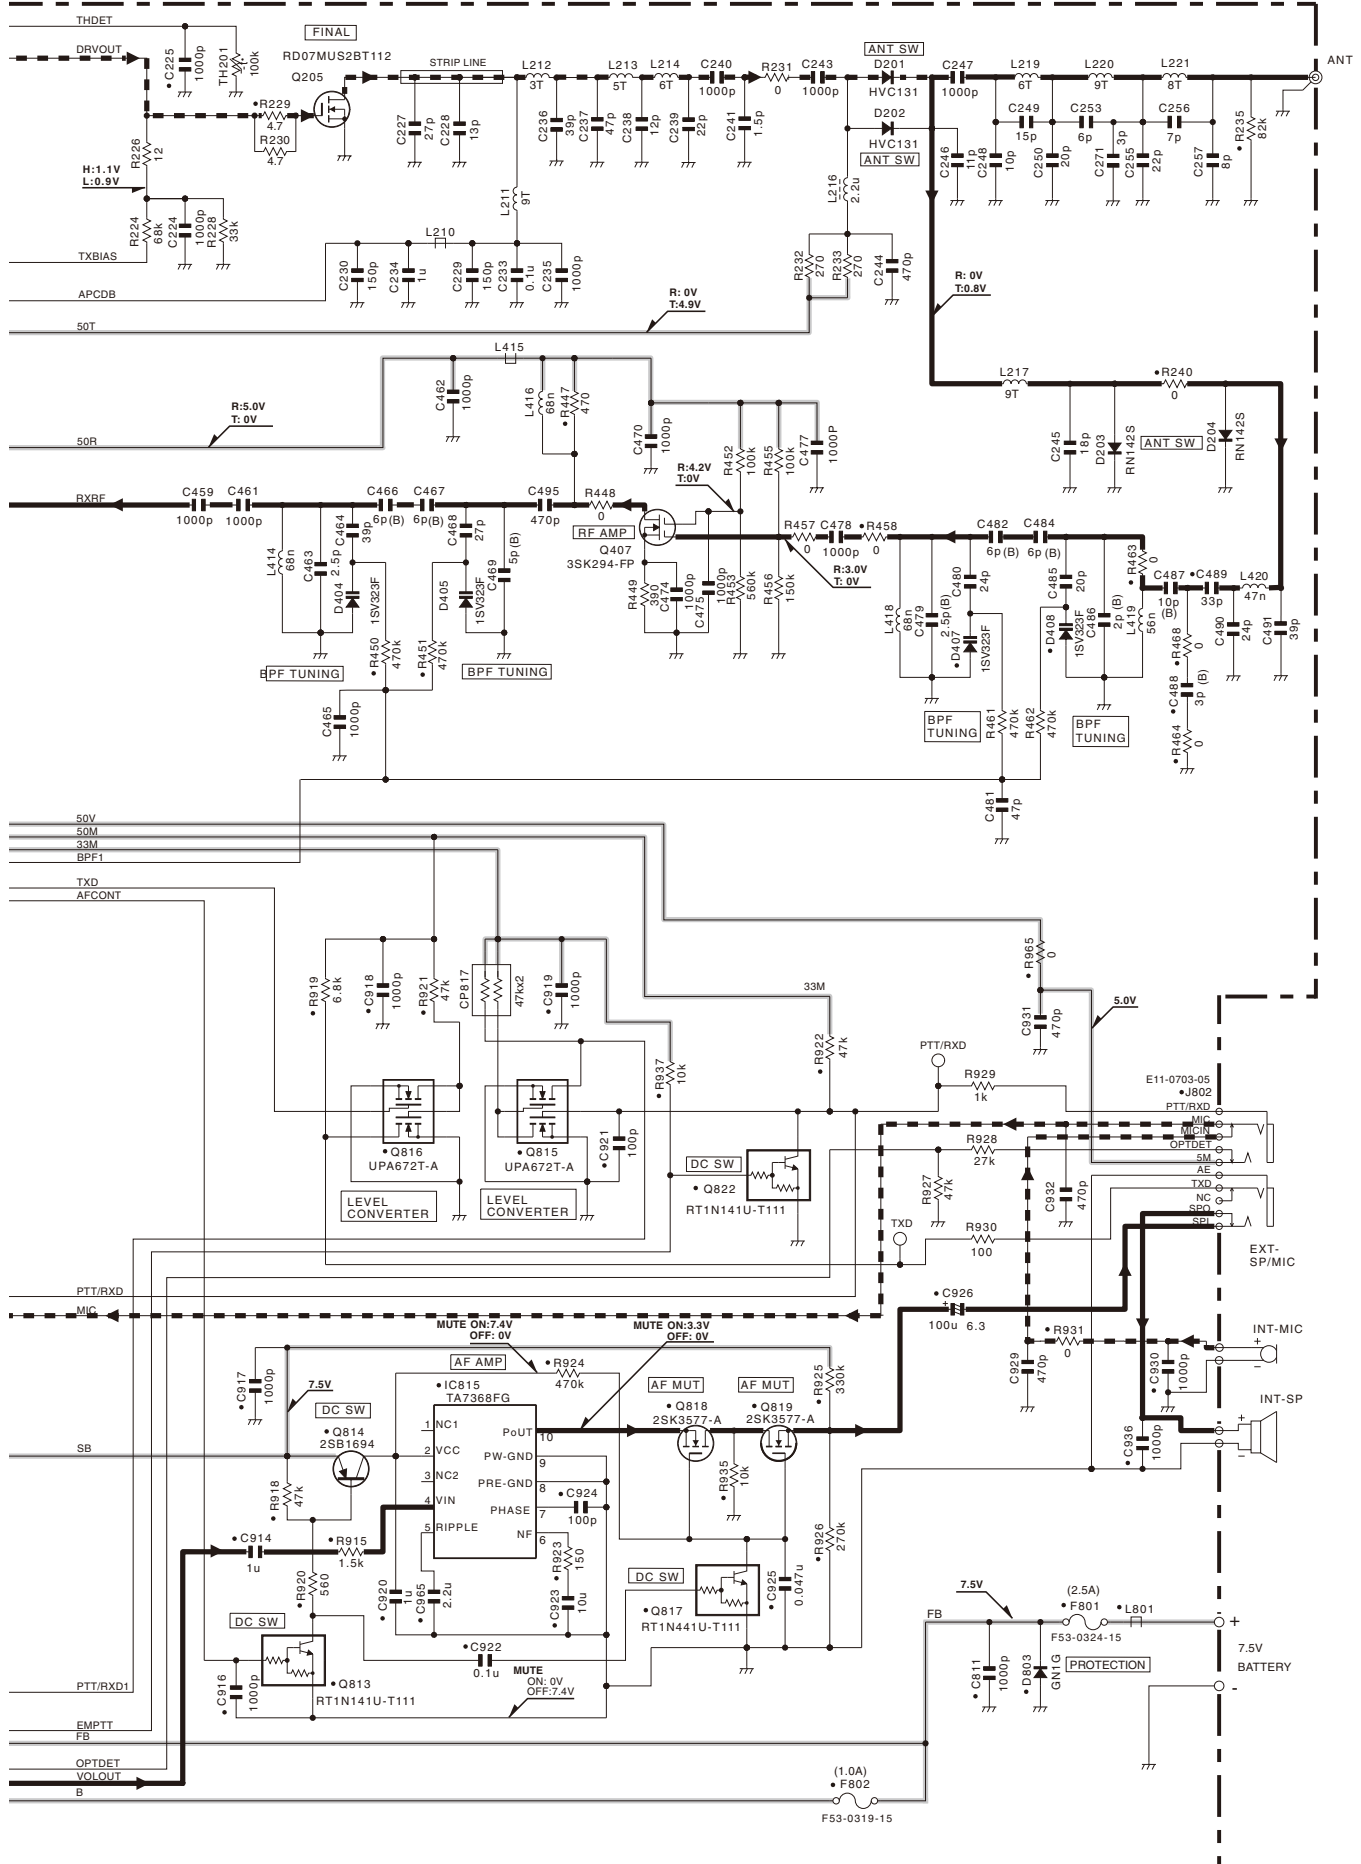 THDET
DRVOUT
C225
1000p
TH201
100k
FINAL
RD07MUS2BT112
Q205
• R229
4.7
R230
4.7
R226
12
H:1.1V
L:0.9V
R224
68k
C224
1000p
R228
33k
TXBIAS
APCDB
50T
STRIP LINE
C227
27p
C228
13p
L211
9T
L210
C230
150p
C234
1u
C229
150p
C233
0.1u
C235
1000p
L212
3T
C236
39p
C237
47p
L213
5T
C238
12p
L214
6T
C239
22p
C240
1000p
C241
1.5p
R231
0
C243
1000p
ANT SW
D201
HVC131
D202
HVC131
ANT SW
L216
2.2u
R232
270
R233
270
C244
470p
R: 0V
T:4.9V
C247
1000p
C246
11p
C248
10p
L219
6T
C249
15p
C250
20p
L220
9T
C253
6p
C271
3p
C255
22p
L221
8T
C256
7p
C257
8p
• R235
82k
ANT
R: 0V
T:0.8V
L217
9T
C245
18p
D203
RN142S
• R240
0
ANT SW
D204
RN142S
L415
C462
1000p
L416
68n
• R447
470
R:5.0V
T: 0V
50R
C470
1000p
R452
100k
R455
100k
C477
1000P
R:4.2V
T:0V
RXRF
C459
1000p
C461
1000p
L414
68n
C463
2.5p
C464
39p
D404
1SV323F
C466
6p(B)
C467
6p(B)
C468
27p
D405
1SV323F
C469
5p(B)
C495
470p
R448
0
RF AMP
Q407
3SK294-FP
R449
390
C474
1000p
C475
1000p
R453
560k
R456
150k
R457
0
C478
1000p
• R458
0
R:3.0V
T: 0V
L418
68n
C479
2.5p(B)
C480
24p
• D407
1SV323F
C482
6p(B)
C484
6p(B)
C485
20p
• D408
1SV323F
C486
2p(B)
L419
56n
• R463
0
C487
10p
(B)
• C489
33p
L420
47n
• R468
0
• C488
3p (B)
• R464
0
C490
24p
C491
39p
BPF TUNING
• R450
470k
• R451
470k
BPF TUNING
C465
1000p
BPF
TUNING
R461
470k
R462
470k
BPF
TUNING
C481
47p
50V
50M
33M
BPF1
TXD
AFCONT
• R919
6.8k
• C918
1000p
• R921
47k
CP817
47kx2
• C919
1000p
• R937
10k
33M
• R922
47k
• R965
0
C931
470p
5.0V
PTT/RXD
R929
1k
• Q816
UPA672T-A
• Q815
UPA672T-A
• C921
100p
LEVEL
CONVERTER
LEVEL
CONVERTER
DC SW
• Q822
RT1N141U-T111
R928
27k
R927
47k
C932
470p
TXD
R930
100
E11-0703-05
• J802
PTT/RXD
MIC
MICIN
OPTDET
5M
AE
TXD
NC
SPO
SPI
EXT-
SP/MIC
PTT/RXD
MIC
• C926
+
100u 6.3
• R931
0
C929
470p
• C930
1000p
INT-MIC
+
−
INT-SP
+
−
• C936
1000p
MUTE ON:7.4V
OFF: 0V
MUTE ON:3.3V
OFF: 0V
• C917
1000p
7.5V
AF AMP
• R924
470k
• IC815
TA7368FG
1
NC1
2
VCC
3
NC2
4
VIN
5
RIPPLE
PoUT
10
PW-GND
9
PRE-GND
8
PHASE
7
NF
6
AF MUT
• Q818
2SK3577-A
AF MUT
• Q819
2SK3577-A
• R925
330k
• R935
10k
• R926
270k
DC SW
• Q814
2SB1694
SB
• R918
47k
• C914
1u
• R915
1.5k
• R920
560
• C920
1u
• C965
2.2u
• C924
100p
• R923
150
• C923
10u
DC SW
• Q817
RT1N441U-T111
• C925
0.047u
DC SW
• Q813
RT1N141U-T111
• C916
1000p
• C922
0.1u
MUTE
ON: 0V
OFF:7.4V
7.5V
FB
(2.5A)
• F801
F53-0324-15
• L801
+
7.5V
BATTERY
-
• C811
1000p
• D803
GN1G
PROTECTION
PTT/RXD1
EMPTT
FB
OPTDET
VOLOUT
B
(1.0A)
• F802
F53-0319-15